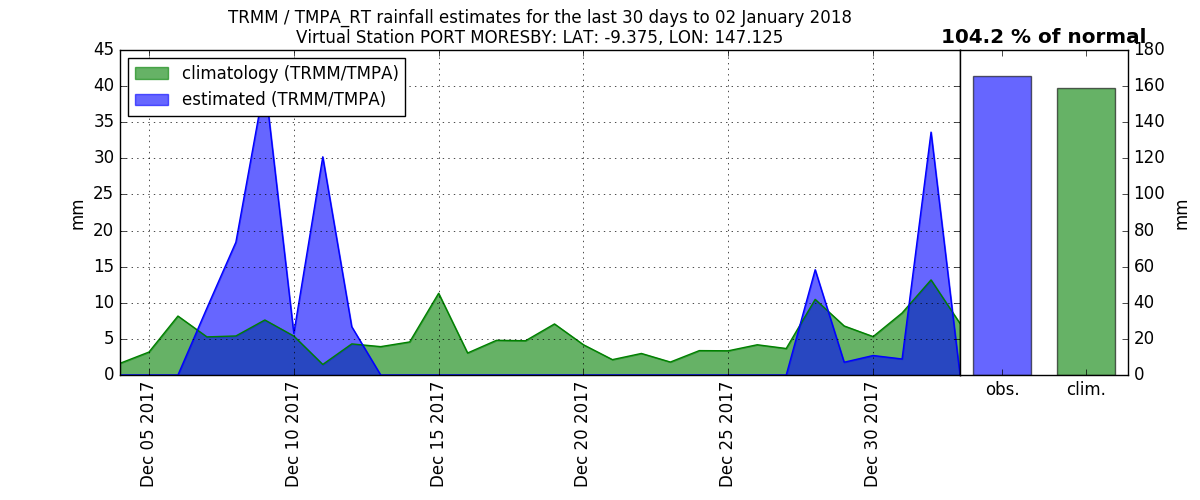 TRMM / TMPA_RT rainfall estimates for the last 30 days to 02 January 2018
Virtual Station PORT MORESBY: LAT: -9.375, LON: 147.125
104.2 % of normal
climatology (TRMM/TMPA)
estimated (TRMM/TMPA)
mm
45
40
35
30
25
20
15
10
5
0
Dec 05 2017
Dec 10 2017
Dec 15 2017
Dec 20 2017
Dec 25 2017
Dec 30 2017
obs.
clim.
180
160
140
120
100
80
60
40
20
0
mm